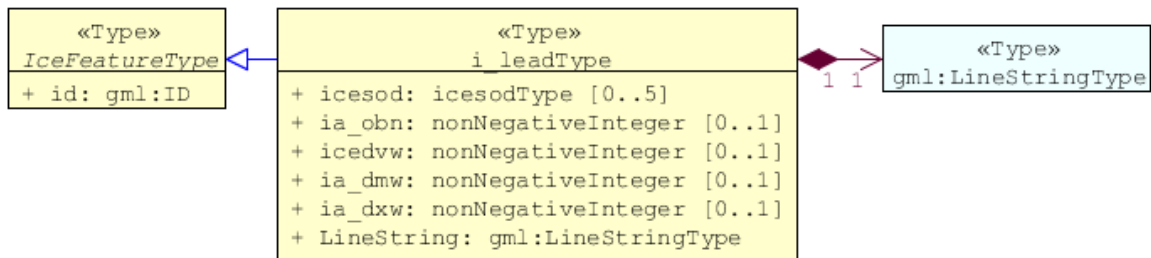 «Type»
IceFeatureType
+ id: gml:ID
«Type»
i_leadType
+ icesod: icesodType [0..5]
+ ia_obn: nonNegativeInteger [0..1]
+ icedvw: nonNegativeInteger [0..1]
+ ia_dmw: nonNegativeInteger [0..1]
+ ia_dxw: nonNegativeInteger [0..1]
+ LineString: gml:LineStringType
1 1
«Type»
gml:LineStringType